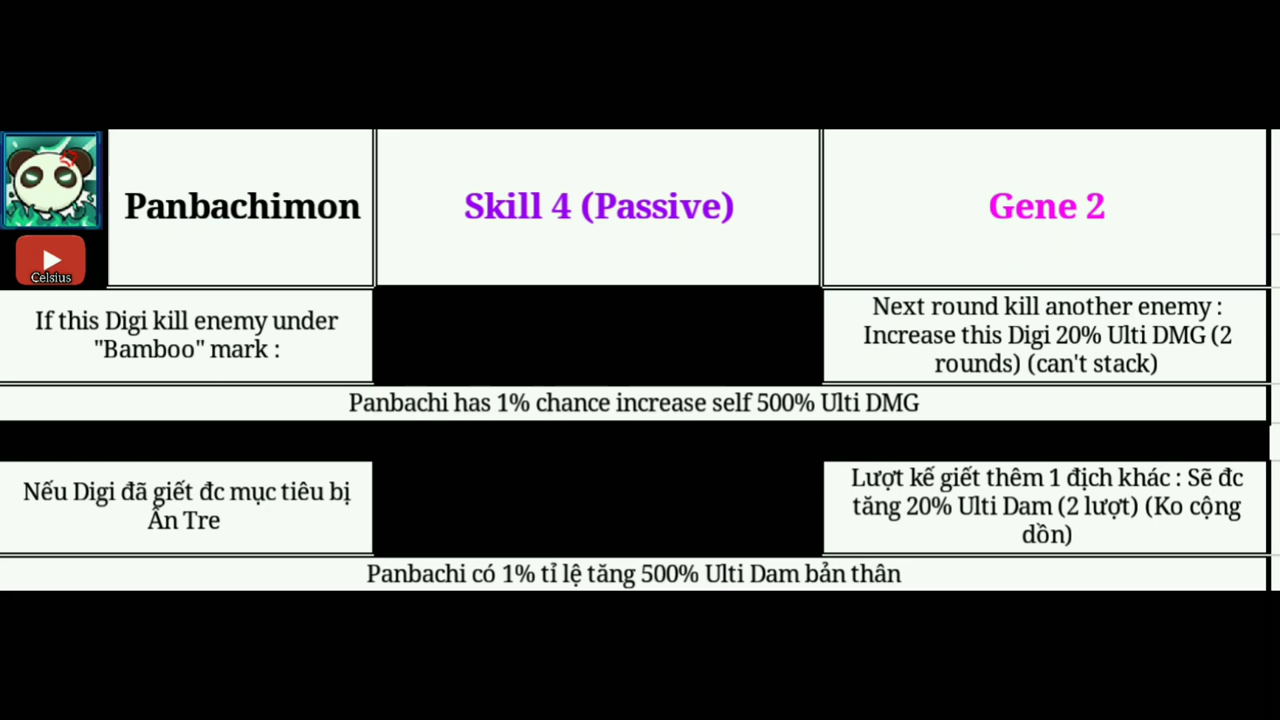 Panbachimon
Skill 4 (Passive)
Gene 2
Celsius
If this Digi kill enemy under
"Bamboo" mark :
Next round kill another enemy :
Increase this Digi 20% Ulti DMG (2
rounds) (can't stack)
Panbachi has 1% chance increase self 500% Ulti DMG
Nếu Digi đã giết đc mục tiêu bị
Ấn Tre
Lượt kế giết thêm 1 địch khác : Sẽ đc
tăng 20% Ulti Dam (2 lượt) (Ko cộng
dồn)
Panbachi có 1% tỉ lệ tăng 500% Ulti Dam bản thân